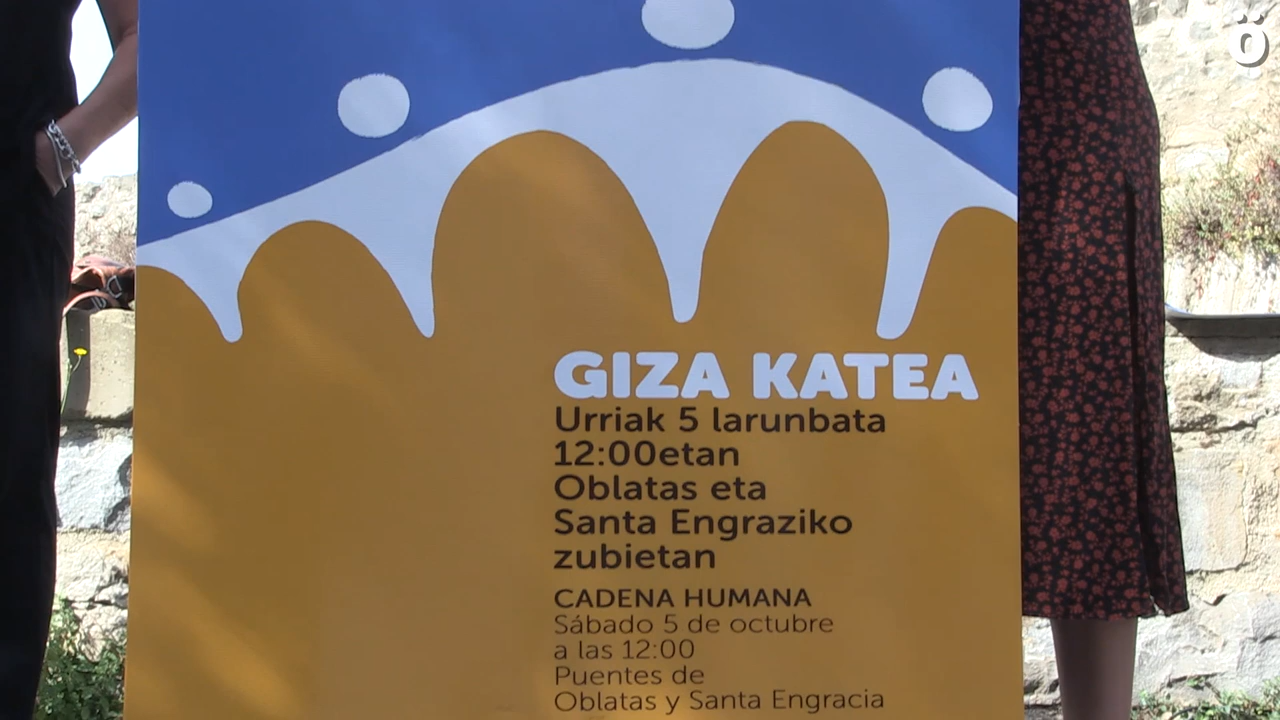 ö
GIZA KATEA
Urriak 5 larunbata
12:00etan
Oblatas eta
Santa Engraziko
zubietan
CADENA HUMANA
Sábado 5 de octubre
a las 12:00
Puentes de
Oblatas y Santa Engracia